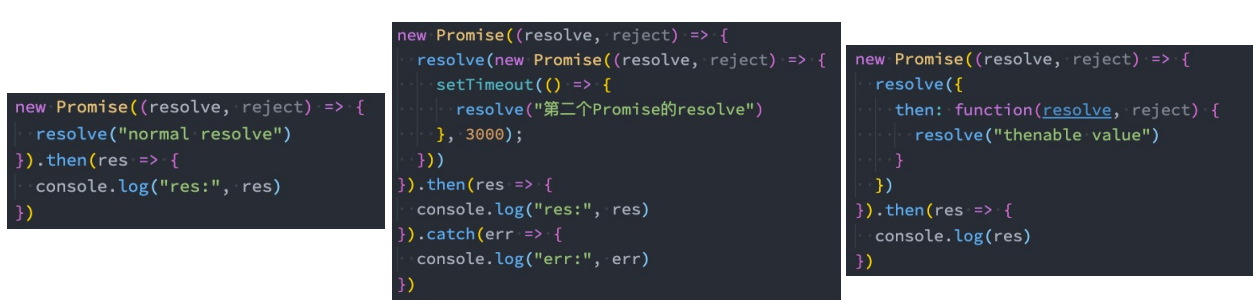 new Promise((resolve, reject) => {
  resolve("normal resolve")
}).then(res => {
  console.log("res:", res)
})
new Promise((resolve, reject) => {
  resolve(new Promise((resolve, reject) => {
    setTimeout(() => {
      resolve("第二个Promise的resolve")
    }, 3000);
  }))
}).then(res => {
  console.log("res:", res)
}).catch(err => {
  console.log("err:", err)
})
new Promise((resolve, reject) => {
  resolve({
    then: function(resolve, reject) {
      resolve("thenable value")
    }
  })
}).then(res => {
  console.log(res)
})